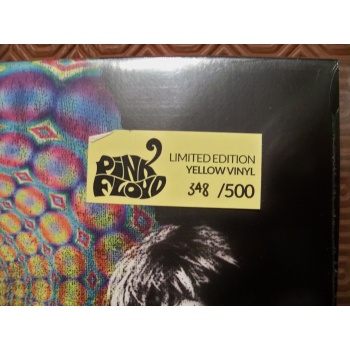 PINK
FLOYD
LIMITED EDITION
YELLOW VINYL
348 /500